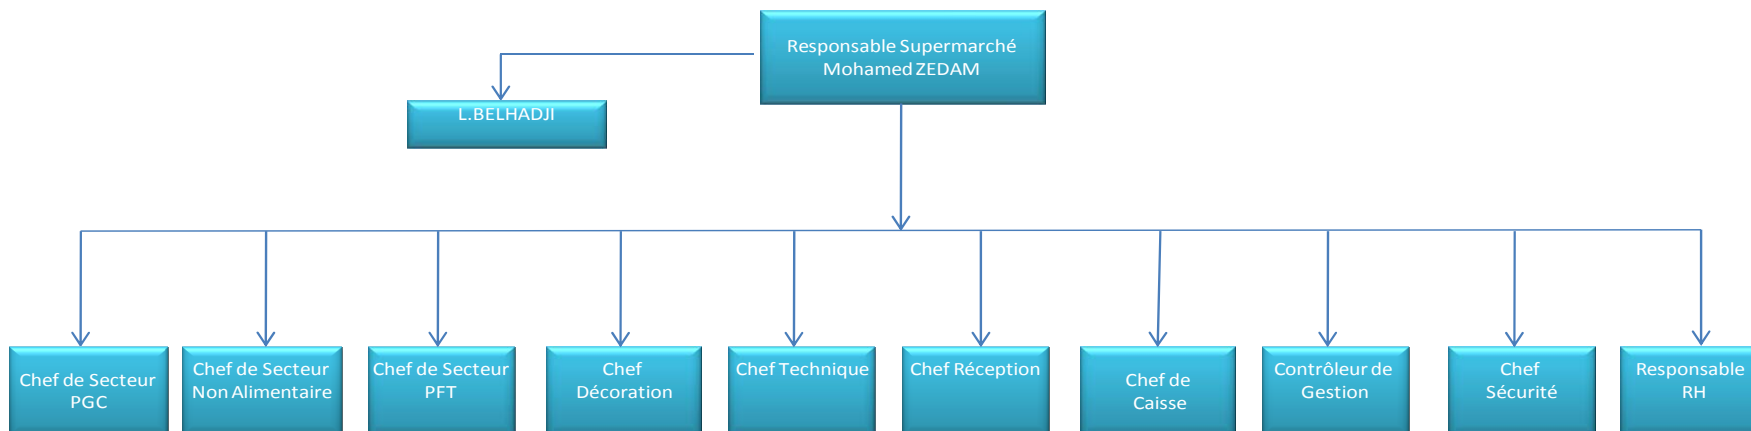 Responsable Supermarché
Mohamed ZEDAM
L.BELHADJI
Chef de Secteur
PGC
Chef de Secteur
Non Alimentaire
Chef de Secteur
PFT
Chef
Décoration
Chef Technique
Chef Réception
Chef de
Caisse
Contrôleur de
Gestion
Chef
Sécurité
Responsable
RH